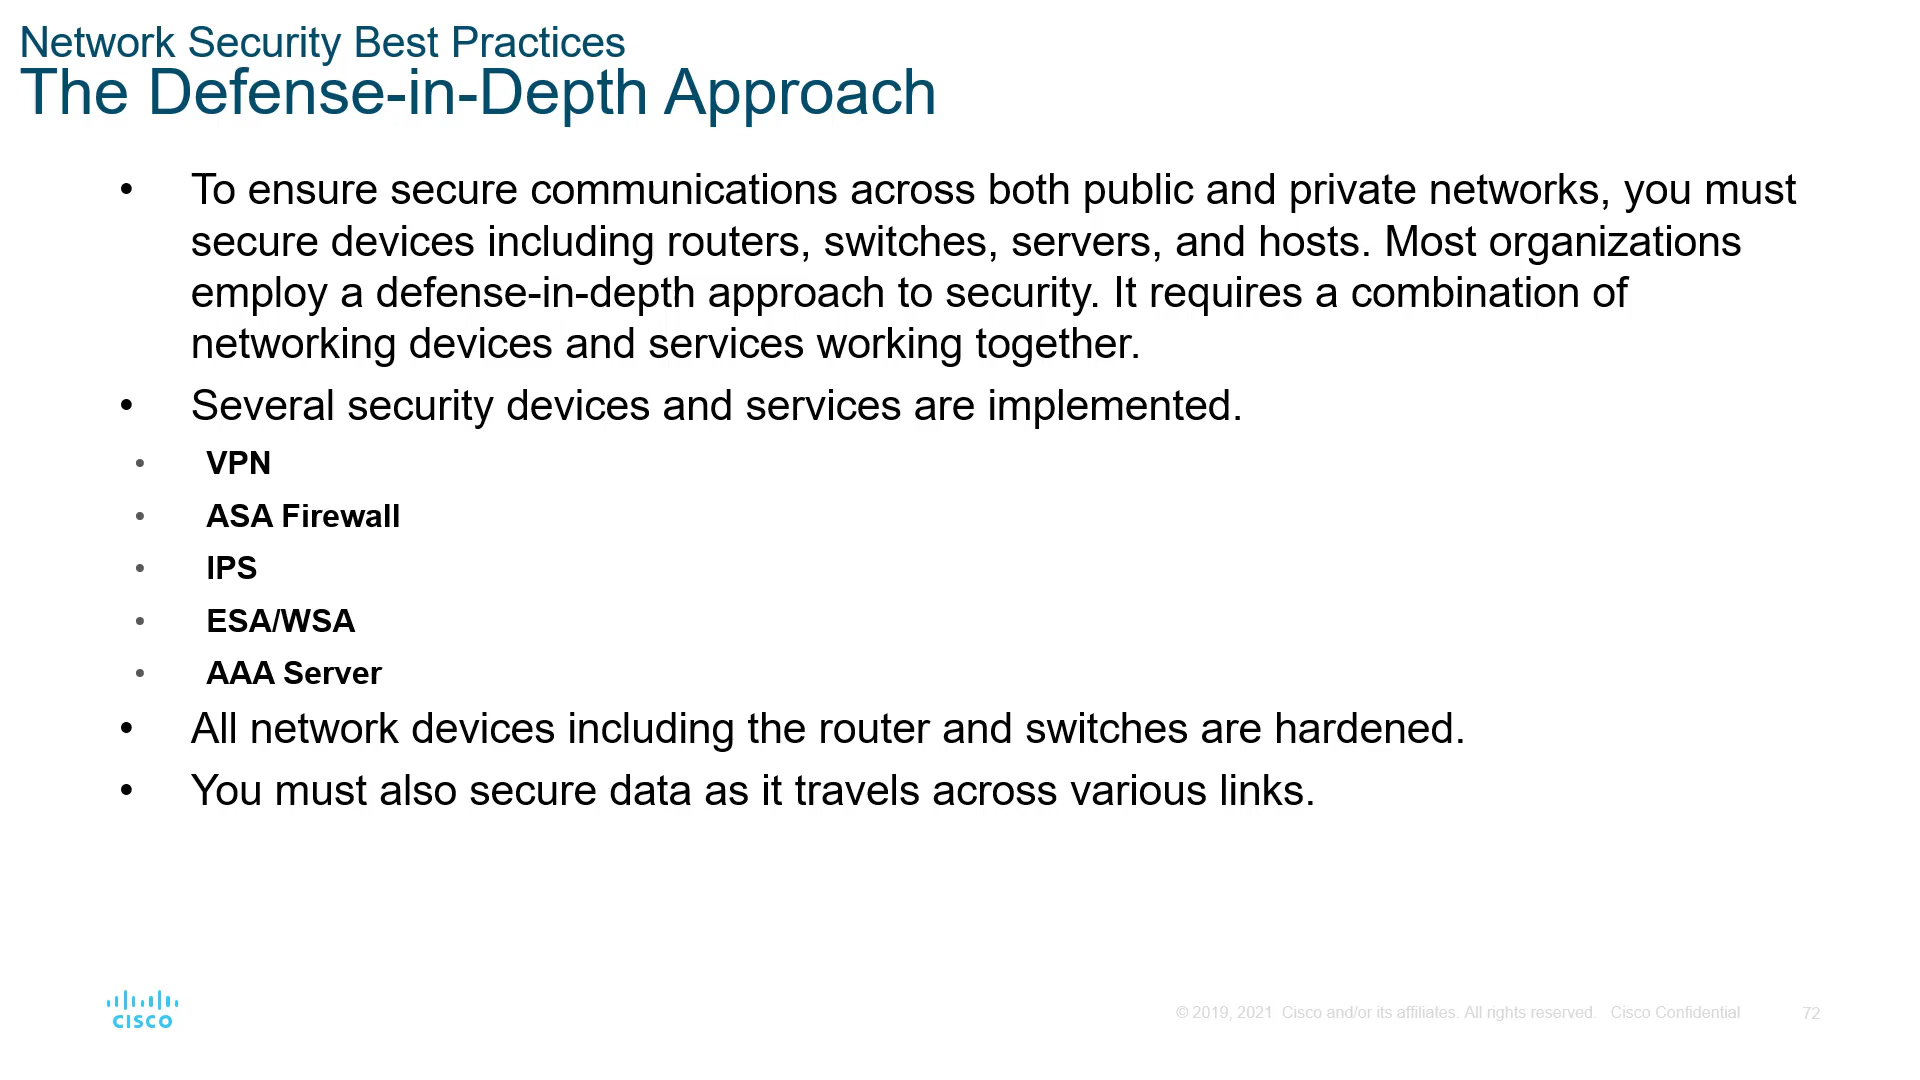 Network Security Best Practices
The Defense-in-Depth Approach
• To ensure secure communications across both public and private networks, you must
secure devices including routers, switches, servers, and hosts. Most organizations
employ a defense-in-depth approach to security. It requires a combination of
networking devices and services working together.
• Several security devices and services are implemented.
• VPN
• ASA Firewall
• IPS
• ESA/WSA
• AAA Server
• All network devices including the router and switches are hardened.
• You must also secure data as it travels across various links.
CISCO
© 2019, 2021 Cisco and/or its affiliates. All rights reserved. Cisco Confidential 72